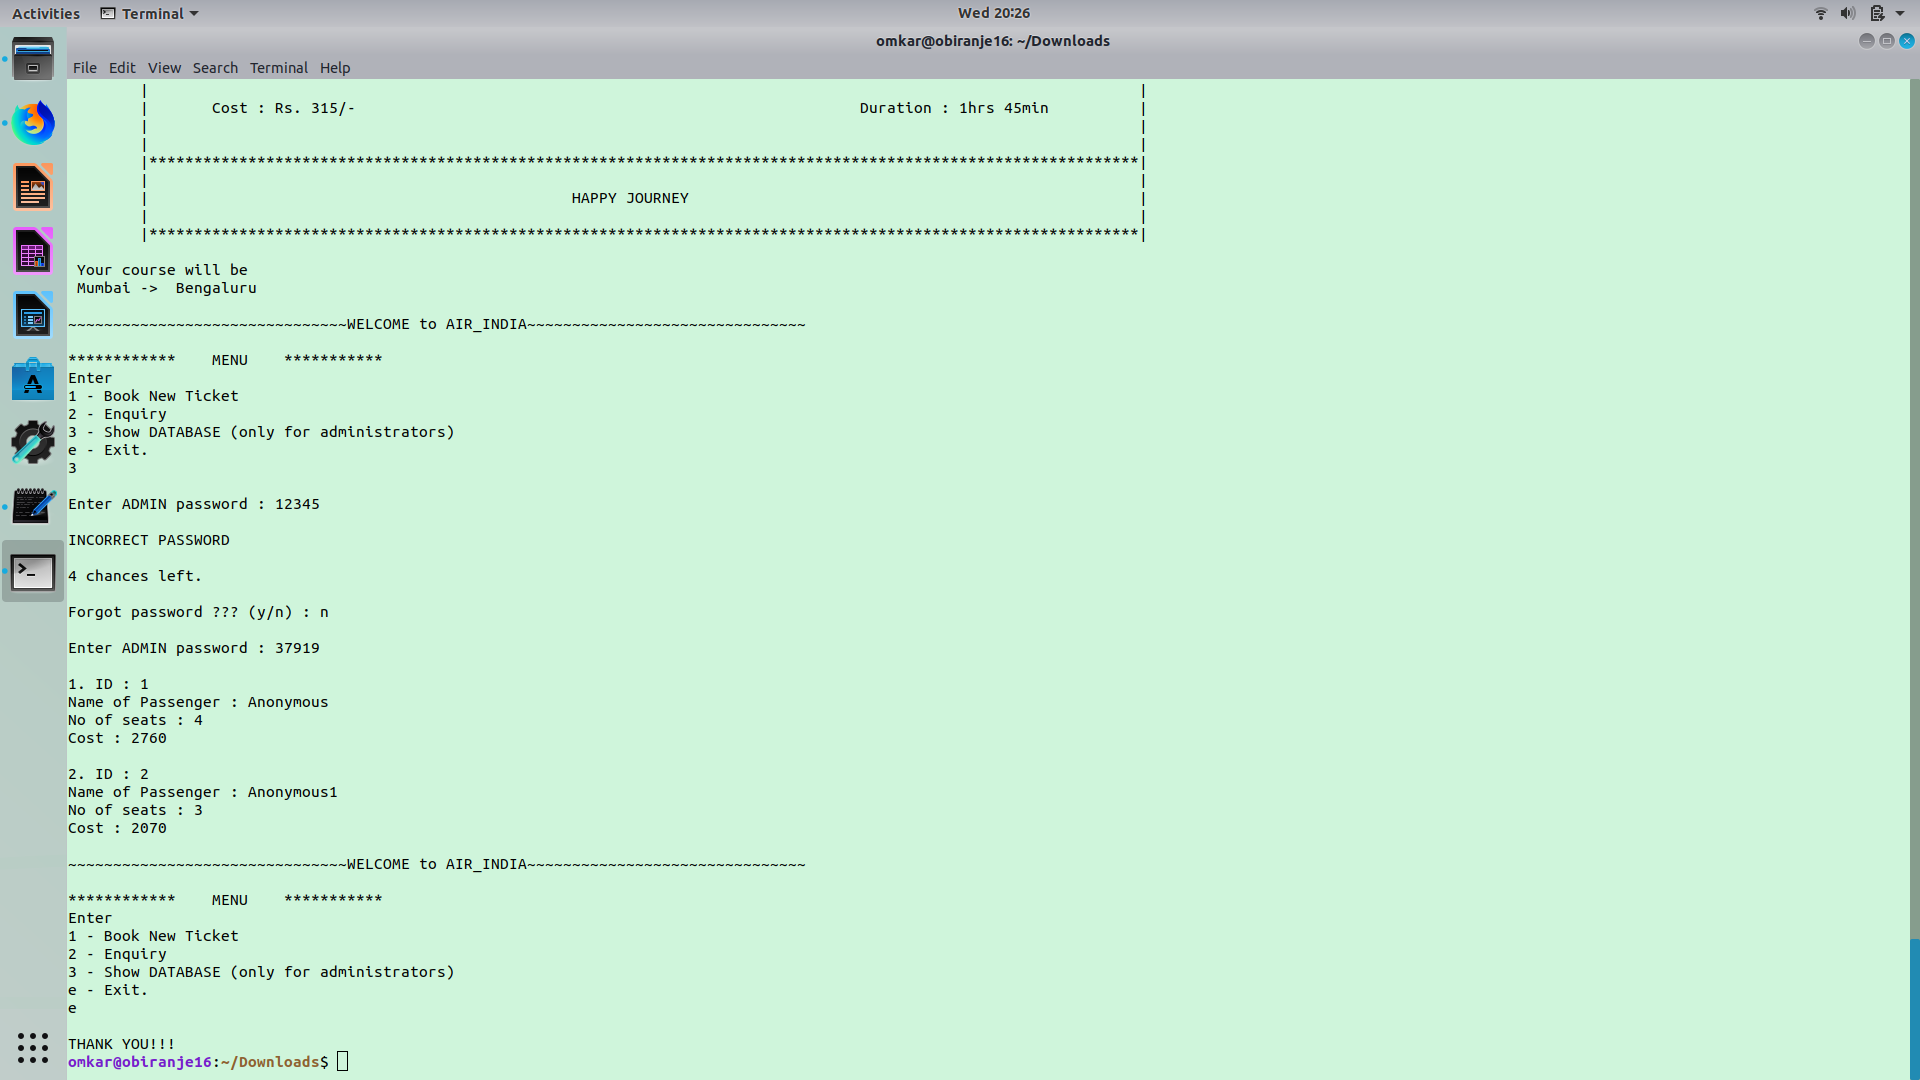 Activities Terminal Wed 20:26
omkar@obiranje16: ~/Downloads
File Edit View Search Terminal Help
| |
| Cost : Rs. 315/- Duration : 1hrs 45min |
| |
| |
|**************************************************************************************************************|
| |
| HAPPY JOURNEY |
| |
|**************************************************************************************************************|
Your course will be
Mumbai -> Bengaluru
~~~~~~~~~~~~~~~~~~~~~~~~~~~~~~~WELCOME to AIR_INDIA~~~~~~~~~~~~~~~~~~~~~~~~~~~~~~~
************ MENU ***********
Enter
1 - Book New Ticket
2 - Enquiry
3 - Show DATABASE (only for administrators)
e - Exit.
3
Enter ADMIN password : 12345
INCORRECT PASSWORD
4 chances left.
Forgot password ??? (y/n) : n
Enter ADMIN password : 37919
1. ID : 1
Name of Passenger : Anonymous
No of seats : 4
Cost : 2760
2. ID : 2
Name of Passenger : Anonymous1
No of seats : 3
Cost : 2070
~~~~~~~~~~~~~~~~~~~~~~~~~~~~~~~WELCOME to AIR_INDIA~~~~~~~~~~~~~~~~~~~~~~~~~~~~~~~
************ MENU ***********
Enter
1 - Book New Ticket
2 - Enquiry
3 - Show DATABASE (only for administrators)
e - Exit.
e
THANK YOU!!!
omkar@obiranje16:~/Downloads$